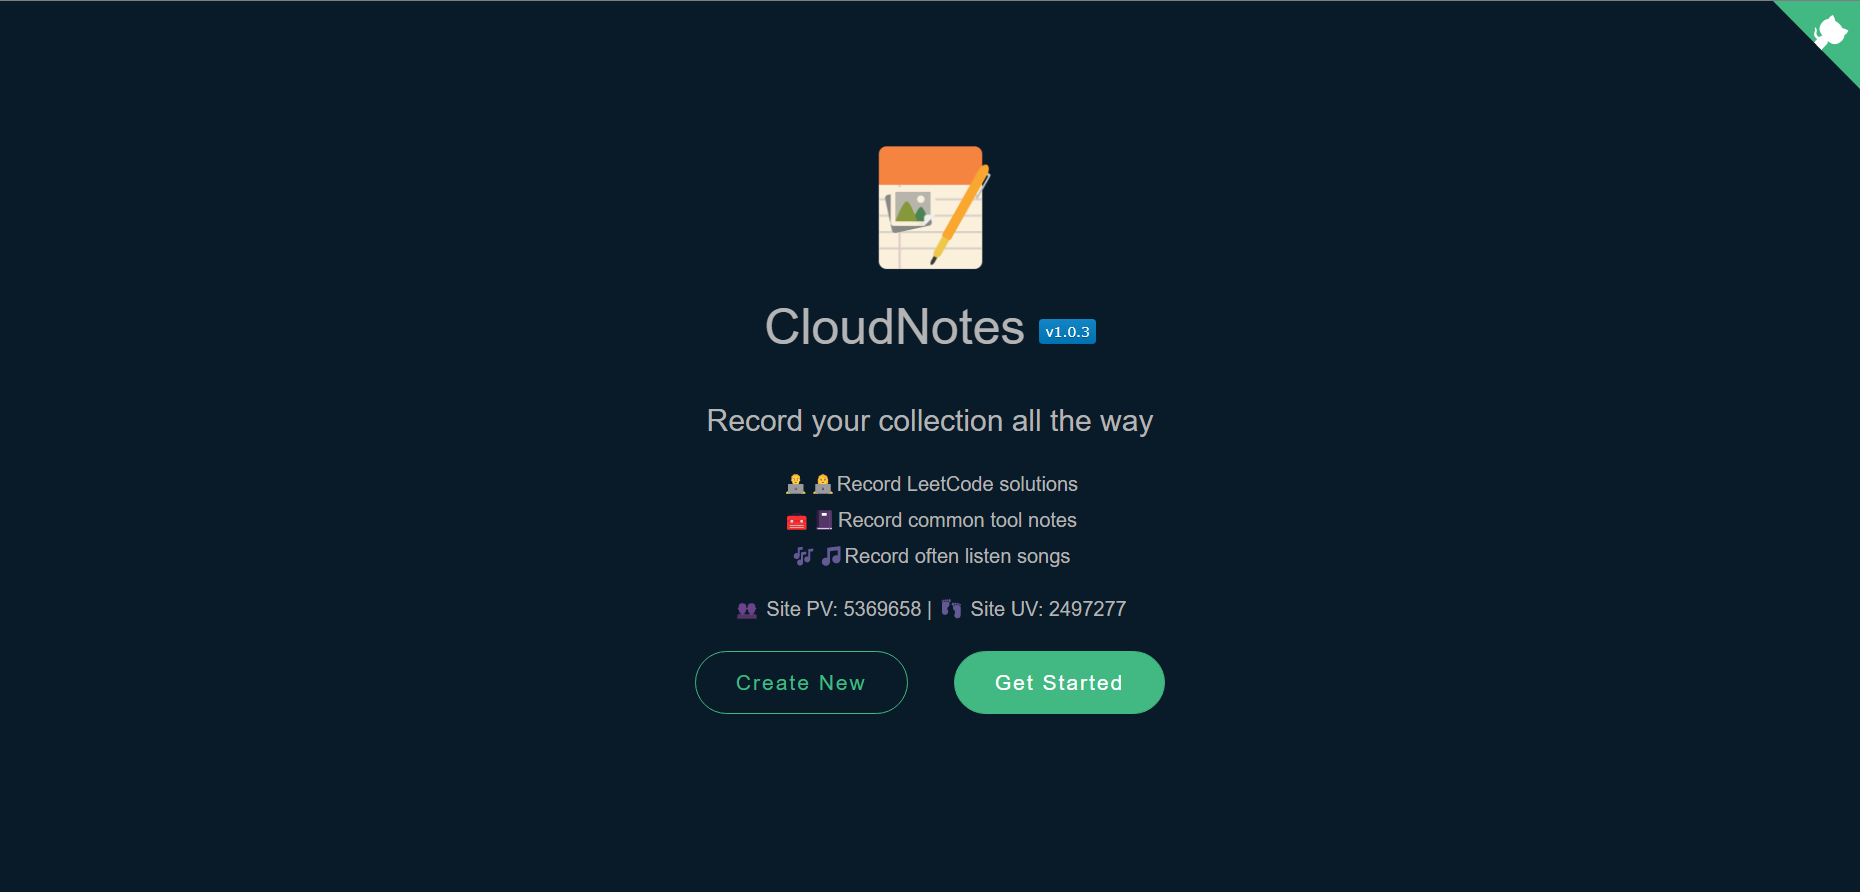 CloudNotes v1.0.3
Record your collection all the way
Record LeetCode solutions
Record common tool notes
Record often listen songs
Site PV: 5369658 | Site UV: 2497277
Create New
Get Started